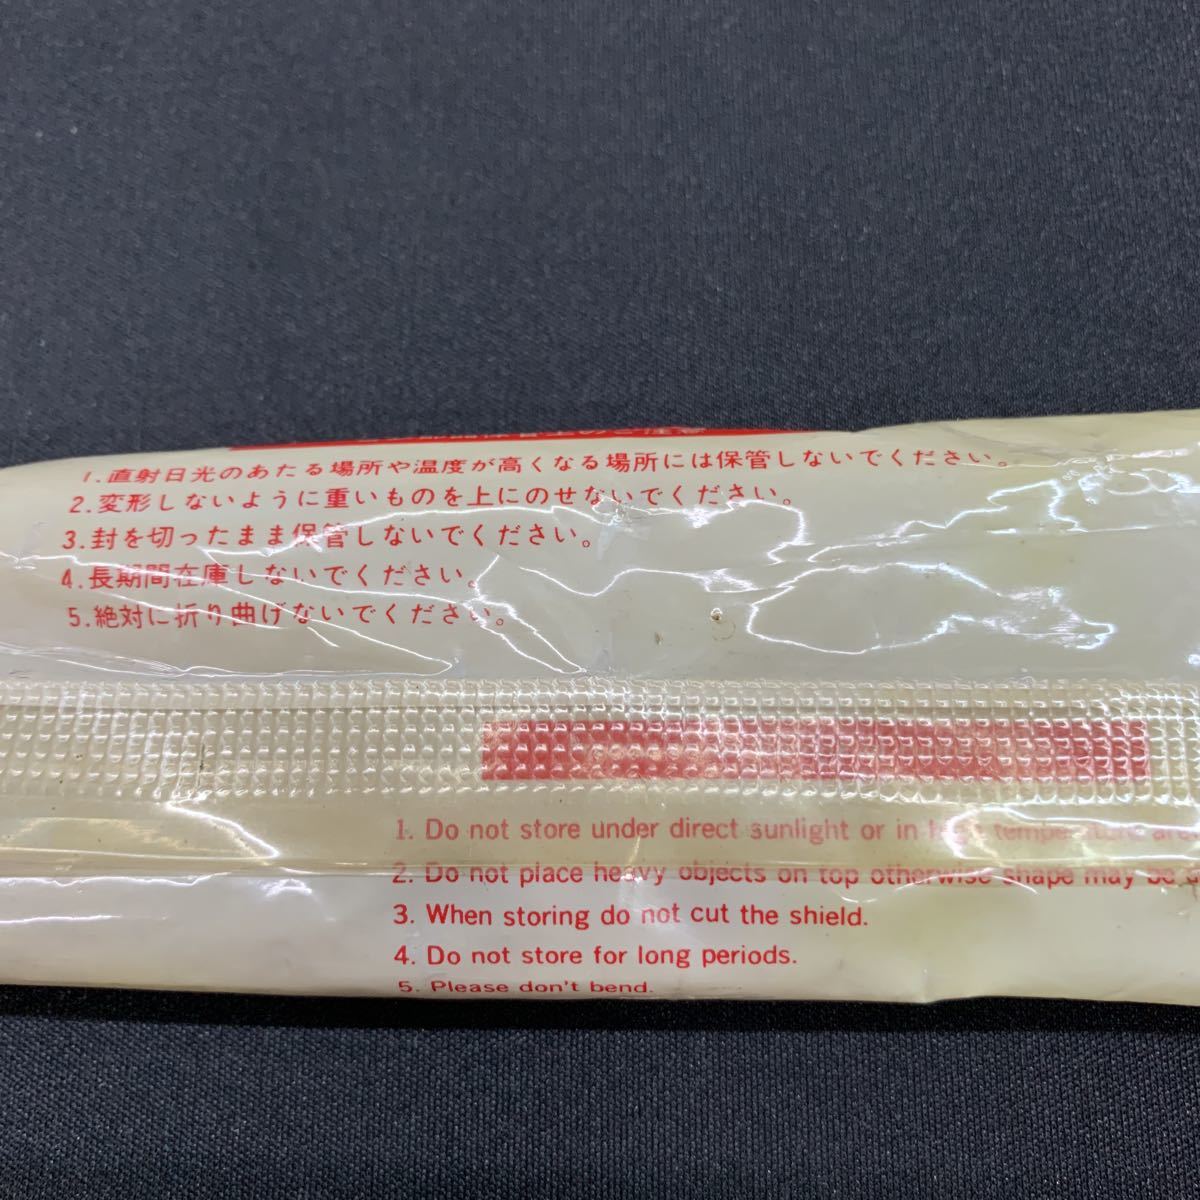 1.直射日光のあたる場所や温度が高くなる場所には保管しないでください。
2.変形しないように重いものを上にのせないでください。
3.封を切ったまま保管しないでください。
4.長期間在庫しないでください。
5.絶対に折り曲げないでください。
1. Do not store under direct sunlight or in high temperature
2. Do not place heavy objects on top otherwise shape may be
3. When storing do not cut the shield.
4. Do not store for long periods.
5. Please don't bend.